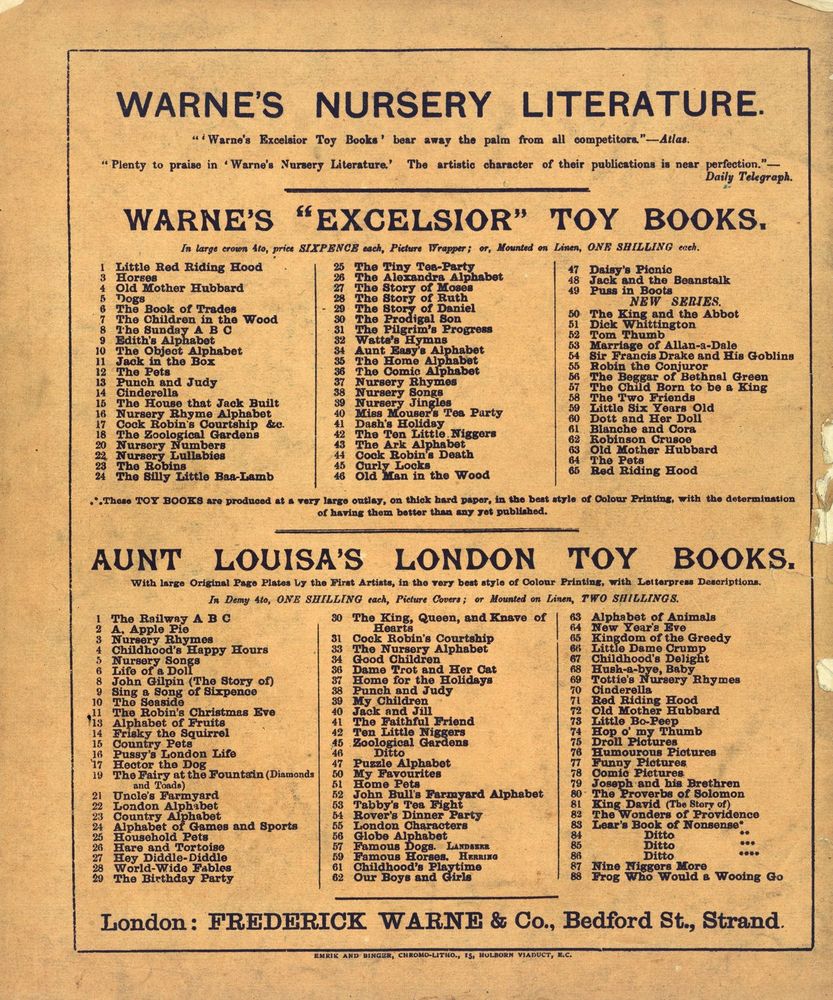 WARNE'S NURSERY LITERATURE.
"'Warne's Excelsior Toy Books' bear away the palm from all competitors."—Atlas.
"Plenty to praise in 'Warne's Nursery Literature.' The artistic character of their publications is near perfection."—
Daily Telegraph.
WARNE'S "EXCELSIOR" TOY BOOKS.
In large crown 4to, price SIXPENCE each, Picture Wrapper; or, Mounted on Linen, ONE SHILLING each.
1 Little Red Riding Hood
3 Horses
4 Old Mother Hubbard
5 Dogs
6 The Book of Trades
7 The Children in the Wood
8 The Sunday A B C
9 Edith's Alphabet
10 The Object Alphabet
11 Jack in the Box
12 The Pets
13 Punch and Judy
14 Cinderella
15 The House that Jack Built
16 Nursery Rhyme Alphabet
17 Cock Robin's Courtship &c.
18 The Zoological Gardens
20 Nursery Numbers
22 Nursery Lullabies
23 The Robins
24 The Silly Little Baa-Lamb
25 The Tiny Tea-Party
26 The Alexandra Alphabet
27 The Story of Moses
28 The Story of Ruth
29 The Story of Daniel
30 The Prodigal Son
31 The Pilgrim's Progress
32 Watts's Hymns
34 Aunt Easy's Alphabet
35 The Home Alphabet
36 The Comic Alphabet
37 Nursery Rhymes
38 Nursery Songs
39 Nursery Jingles
40 Miss Mouser's Tea Party
41 Dash's Holiday
42 The Ten Little Niggers
43 The Ark Alphabet
44 Cock Robin's Death
45 Curly Locks
46 Old Man in the Wood
47 Daisy's Picnic
48 Jack and the Beanstalk
49 Puss in Boots
NEW SERIES.
50 The King and the Abbot
51 Dick Whittington
52 Tom Thumb
53 Marriage of Allan-a-Dale
54 Sir Francis Drake and His Goblins
55 Robin the Conjuror
56 The Beggar of Bethnal Green
57 The Child Born to be a King
58 The Two Friends
59 Little Six Years Old
60 Dott and Her Doll
61 Blanche and Cora
62 Robinson Crusoe
63 Old Mother Hubbard
64 The Pets
65 Red Riding Hood
These TOY BOOKS are produced at a very large outlay, on thick hard paper, in the best style of Colour Printing, with the determination
of having them better than any yet published.
AUNT LOUISA'S LONDON TOY BOOKS.
With large Original Page Plates by the First Artists, in the very best style of Colour Printing, with Letterpress Descriptions.
In Demy 4to, ONE SHILLING each, Picture Covers; or Mounted on Linen, TWO SHILLINGS.
1 The Railway A B C
2 A, Apple Pie
3 Nursery Rhymes
4 Childhood's Happy Hours
5 Nursery Songs
6 Life of a Doll
8 John Gilpin (The Story of)
9 Sing a Song of Sixpence
10 The Seaside
11 The Robin's Christmas Eve
13 Alphabet of Fruits
14 Frisky the Squirrel
15 Country Pets
16 Pussy's London Life
17 Hector the Dog
19 The Fairy at the Fountain (Diamonds
and Toads)
21 Uncle's Farmyard
22 London Alphabet
23 Country Alphabet
24 Alphabet of Games and Sports
25 Household Pets
26 Hare and Tortoise
27 Hey Diddle-Diddle
28 World-Wide Fables
29 The Birthday Party
30 The King, Queen, and Knave of
Hearts
31 Cock Robin's Courtship
33 The Nursery Alphabet
34 Good Children
36 Dame Trot and Her Cat
37 Home for the Holidays
38 Punch and Judy
39 My Children
40 Jack and Jill
41 The Faithful Friend
42 Ten Little Niggers
45 Zoological Gardens
46 Ditto
47 Puzzle Alphabet
50 My Favourites
51 Home Pets
52 John Bull's Farmyard Alphabet
53 Tabby's Tea Fight
54 Rover's Dinner Party
55 London Characters
56 Globe Alphabet
57 Famous Dogs. LANDSEER
59 Famous Horses. HERRING
61 Childhood's Playtime
62 Our Boys and Girls
63 Alphabet of Animals
64 New Year's Eve
65 Kingdom of the Greedy
66 Little Dame Crump
67 Childhood's Delight
68 Hush-a-bye, Baby
69 Tottie's Nursery Rhymes
70 Cinderella
71 Red Riding Hood
72 Old Mother Hubbard
73 Little Bo-Peep
74 Hop o' my Thumb
75 Droll Pictures
76 Humourous Pictures
77 Funny Pictures
78 Comic Pictures
79 Joseph and his Brethren
80 The Proverbs of Solomon
81 King David (The Story of)
82 The Wonders of Providence
83 Lear's Book of Nonsense*
84 Ditto **
85 Ditto ***
86 Ditto ****
87 Nine Niggers More
88 Frog Who Would a Wooing Go
London: FREDERICK WARNE & Co., Bedford St., Strand.
EMRIK AND BINGER, CHROMO-LITHO., 15, HOLBORN VIADUCT, E.C.